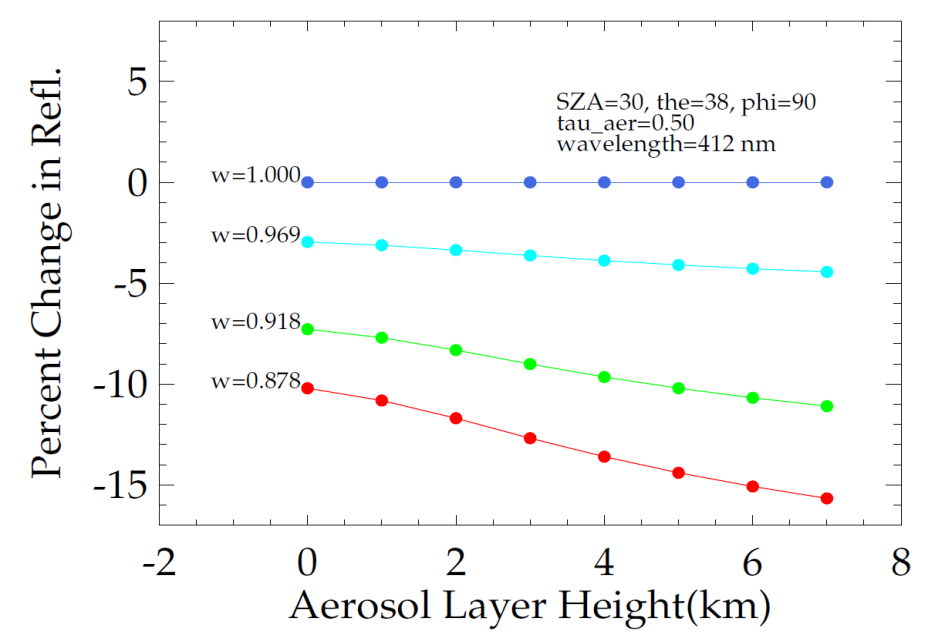 Percent Change in Refl.
5
0
-5
-10
-15
SZA=30, the=38, phi=90
tau_aer=0.50
wavelength=412 nm
w=1.000
w=0.969
w=0.918
w=0.878
-2 0 2 4 6 8
Aerosol Layer Height(km)